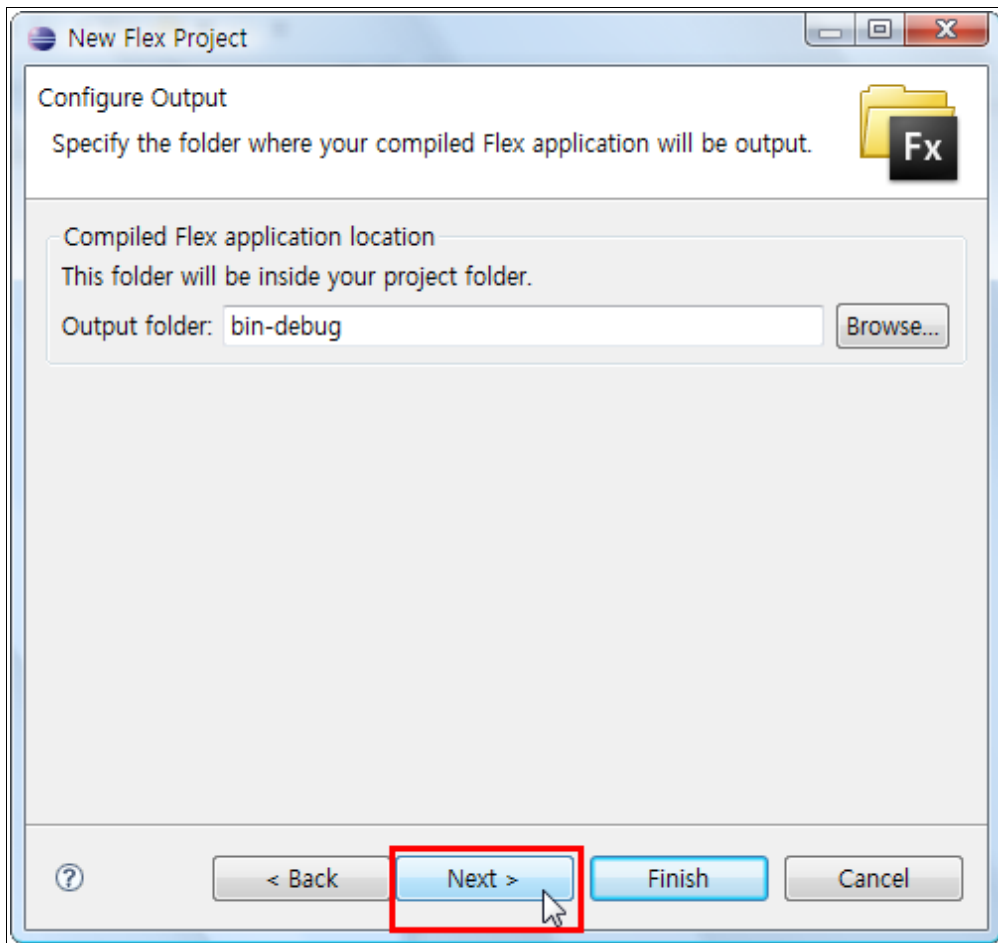 New Flex Project
Configure Output
Specify the folder where your compiled Flex application will be output.
Fx
Compiled Flex application location
This folder will be inside your project folder.
Output folder: bin-debug Browse...
? < Back Next > Finish Cancel